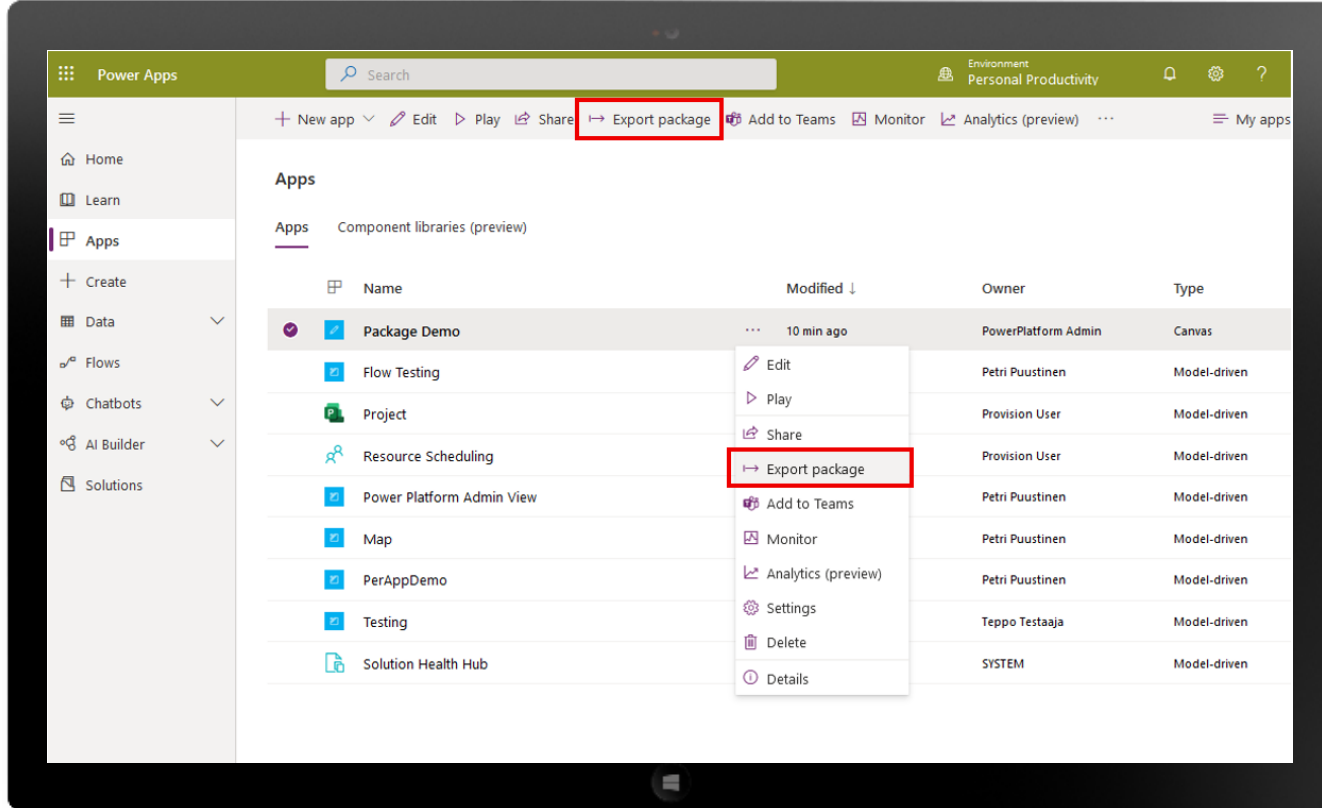 Power Apps
Search
Environment
Personal Productivity
?
New app
Edit
Play
Share
Export package
Add to Teams
Monitor
Analytics (preview)
...
My apps
Home
Learn
Apps
Create
Data
Flows
Chatbots
AI Builder
Solutions
Apps
Apps Component libraries (preview)
Name Modified ↓ Owner Type
Package Demo ... 10 min ago PowerPlatform Admin Canvas
Flow Testing Petri Puustinen Model-driven
Project Provision User Model-driven
Resource Scheduling Provision User Model-driven
Power Platform Admin View Petri Puustinen Model-driven
Map Petri Puustinen Model-driven
PerAppDemo Petri Puustinen Model-driven
Testing Teppo Testaaja Model-driven
Solution Health Hub SYSTEM Model-driven
Edit
Play
Share
Export package
Add to Teams
Monitor
Analytics (preview)
Settings
Delete
Details